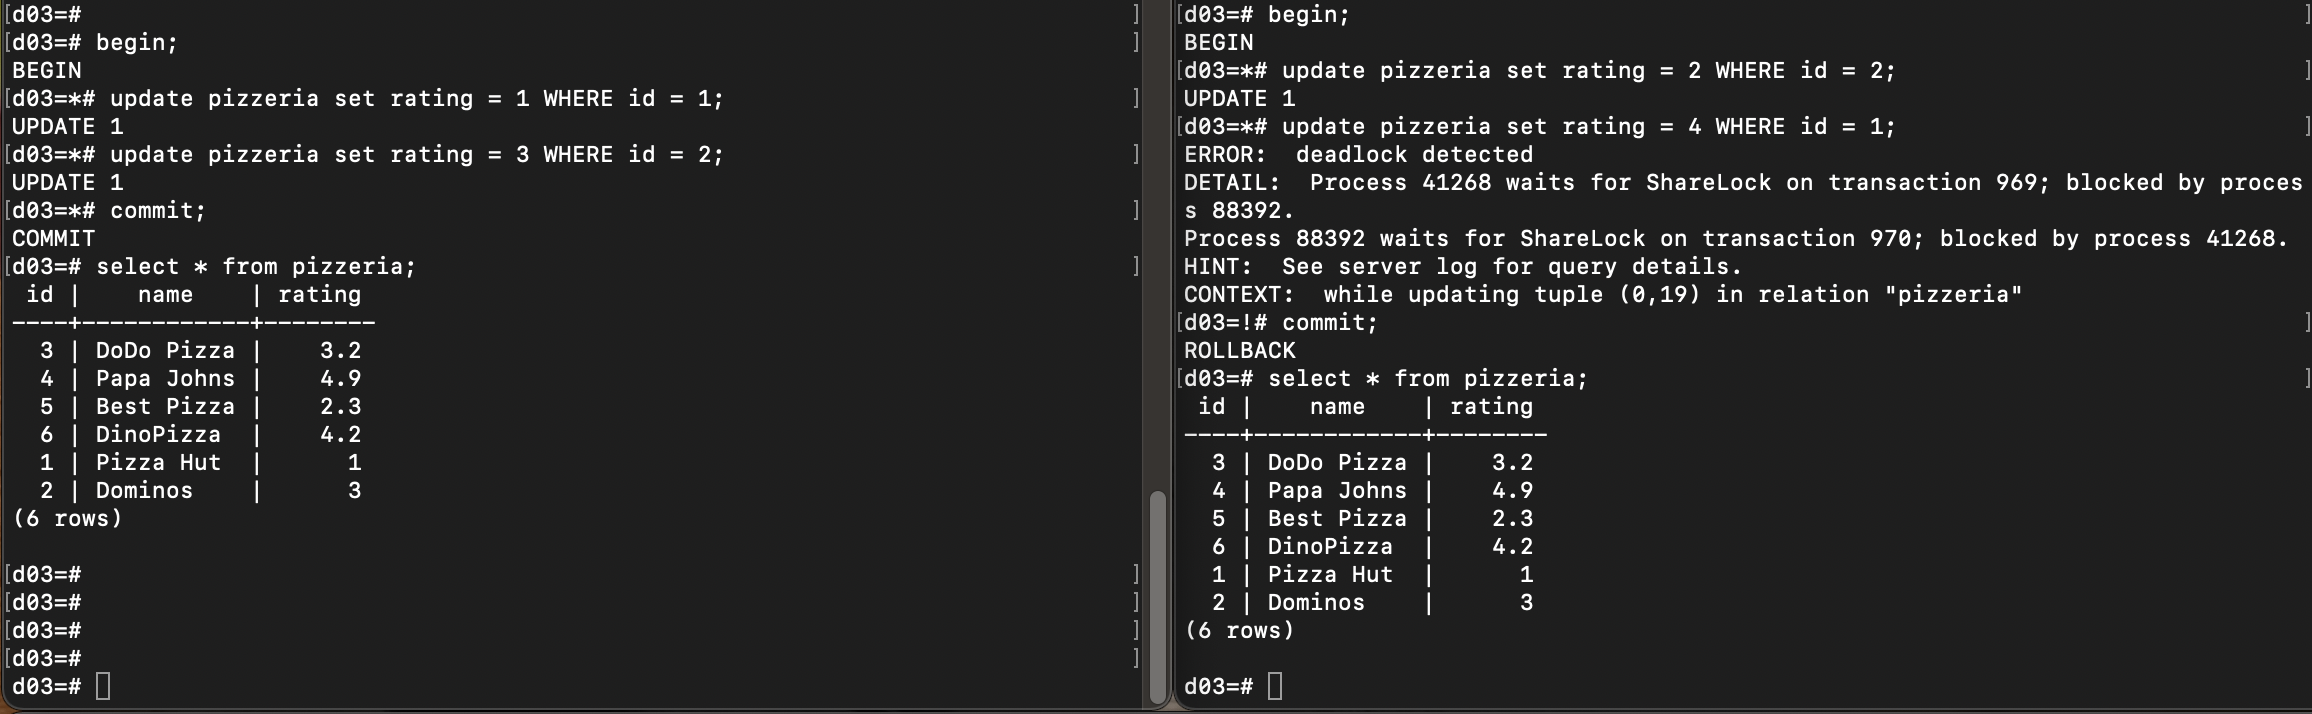 [d03=#                                                                           ]
[d03=# begin;                                                                    ]
BEGIN
[d03=*# update pizzeria set rating = 1 WHERE id = 1;                             ]
UPDATE 1
[d03=*# update pizzeria set rating = 3 WHERE id = 2;                             ]
UPDATE 1
[d03=*# commit;                                                                  ]
COMMIT
[d03=# select * from pizzeria;                                                   ]
 id |    name    | rating
----+------------+--------
  3 | DoDo Pizza |    3.2
  4 | Papa Johns |    4.9
  5 | Best Pizza |    2.3
  6 | DinoPizza  |    4.2
  1 | Pizza Hut  |      1
  2 | Dominos    |      3
(6 rows)
[d03=#                                                                           ]
[d03=#                                                                           ]
[d03=#                                                                           ]
[d03=#                                                                           ]
d03=#
[d03=# begin;                                                                    ]
BEGIN
[d03=*# update pizzeria set rating = 2 WHERE id = 2;                             ]
UPDATE 1
[d03=*# update pizzeria set rating = 4 WHERE id = 1;                             ]
ERROR:  deadlock detected
DETAIL:  Process 41268 waits for ShareLock on transaction 969; blocked by proces
s 88392.
Process 88392 waits for ShareLock on transaction 970; blocked by process 41268.
HINT:  See server log for query details.
CONTEXT:  while updating tuple (0,19) in relation "pizzeria"
[d03=!# commit;                                                                  ]
ROLLBACK
[d03=# select * from pizzeria;                                                   ]
 id |    name    | rating
----+------------+--------
  3 | DoDo Pizza |    3.2
  4 | Papa Johns |    4.9
  5 | Best Pizza |    2.3
  6 | DinoPizza  |    4.2
  1 | Pizza Hut  |      1
  2 | Dominos    |      3
(6 rows)
d03=#